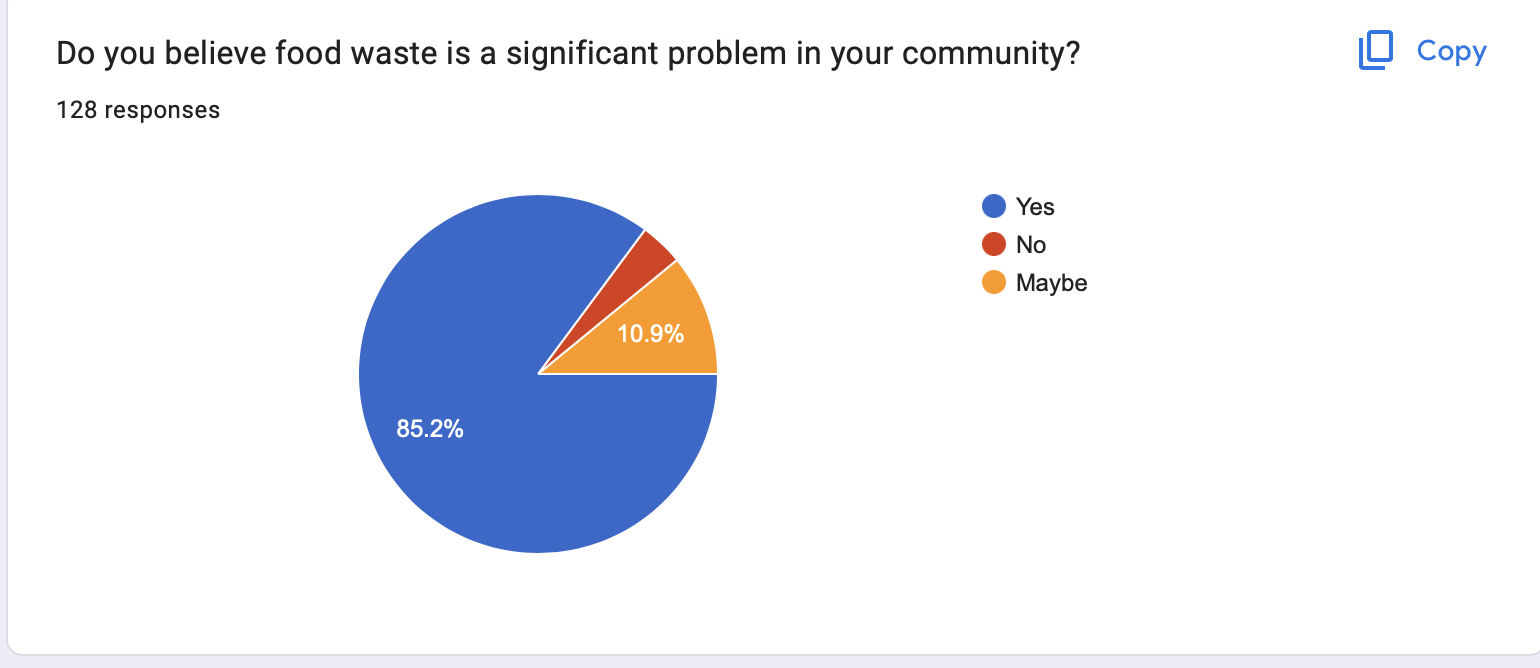 Do you believe food waste is a significant problem in your community?
Copy
128 responses
Yes
No
Maybe
10.9%
85.2%